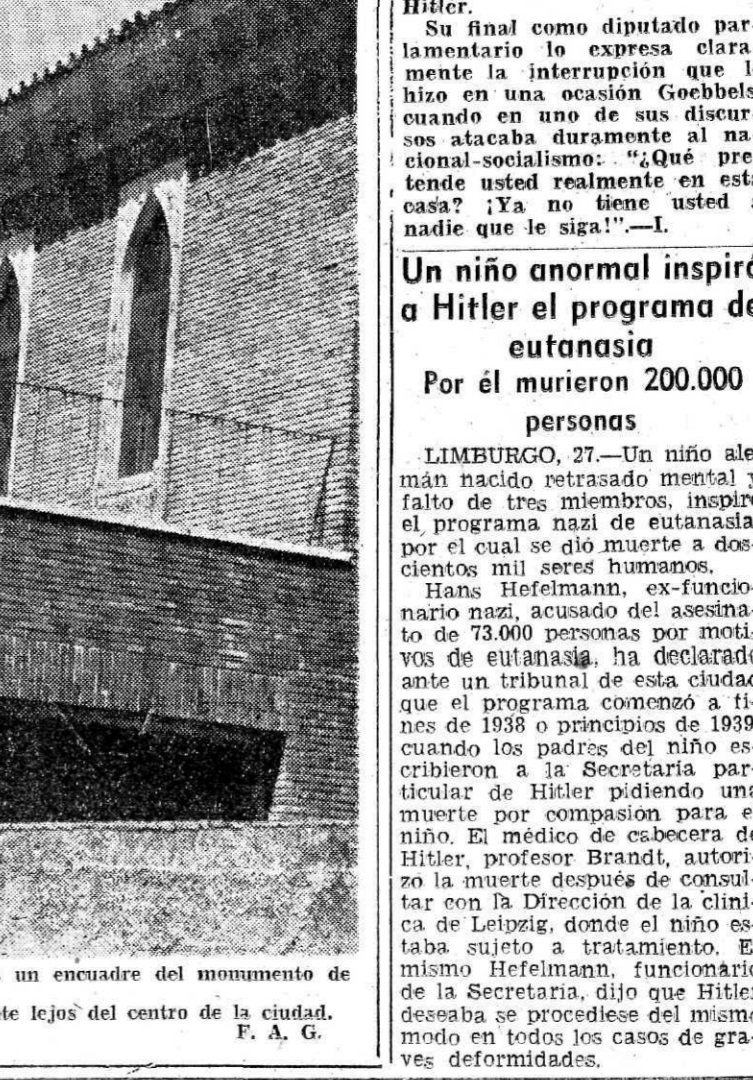 Hitler.
Su final como diputado par-
lamentario lo expresa clara-
mente la interrupción que l
hizo en una ocasión Goebbels
cuando en uno de sus discur-
sos atacaba duramente al na-
cional-socialismo: "¿Qué pre-
tende usted realmente en esta
casa? ¡Ya no tiene usted a
nadie que le siga!".—I.
Un niño anormal inspiró
a Hitler el programa de
eutanasia
Por él murieron 200.000
personas
LIMBURGO, 27.—Un niño ale-
mán nacido retrasado mental y
falto de tres miembros, inspiró
el programa nazi de eutanasia,
por el cual se dió muerte a dos-
cientos mil seres humanos.
Hans Hefelmann, ex-funcio-
nario nazi, acusado del asesina-
to de 73.000 personas por moti-
vos de eutanasia, ha declarado
ante un tribunal de esta ciudad
que el programa comenzó a fi-
nes de 1938 o principios de 1939,
cuando los padres del niño es-
cribieron a la Secretaría par-
ticular de Hitler pidiendo una
muerte por compasión para el
niño. El médico de cabecera de
Hitler, profesor Brandt, autori-
zó la muerte después de consul-
tar con la Dirección de la clíni-
ca de Leipzig, donde el niño es-
taba sujeto a tratamiento. El
mismo Hefelmann, funcionario
de la Secretaría, dijo que Hitler
deseaba se procediese del mismo
modo en todos los casos de gra-
ves deformidades.
un encuadre del monumento de
te lejos del centro de la ciudad.
F. A. G.